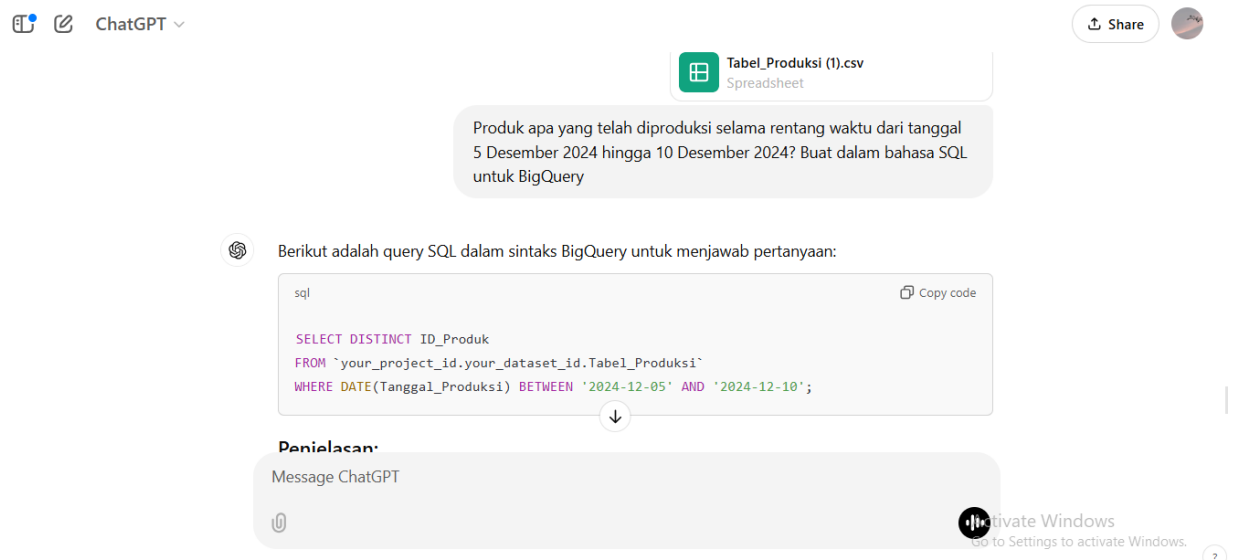 ChatGPT
Share
Tabel_Produksi (1).csv
Spreadsheet
Produk apa yang telah diproduksi selama rentang waktu dari tanggal
5 Desember 2024 hingga 10 Desember 2024? Buat dalam bahasa SQL
untuk BigQuery
Berikut adalah query SQL dalam sintaks BigQuery untuk menjawab pertanyaan:
sql
Copy code
SELECT DISTINCT ID_Produk
FROM `your_project_id.your_dataset_id.Tabel_Produksi`
WHERE DATE(Tanggal_Produksi) BETWEEN '2024-12-05' AND '2024-12-10';
Penjelasan:
Message ChatGPT
Activate Windows
Go to Settings to activate Windows.
?